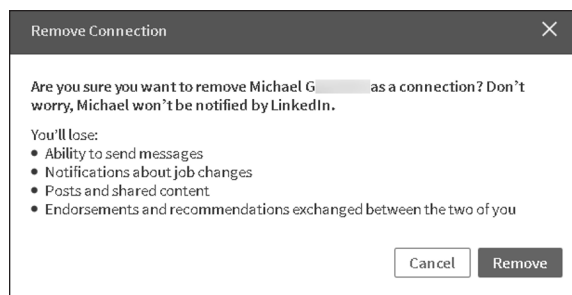 Remove Connection
Are you sure you want to remove Michael G as a connection? Don't
worry, Michael won't be notified by LinkedIn.
You'll lose:
• Ability to send messages
• Notifications about job changes
• Posts and shared content
• Endorsements and recommendations exchanged between the two of you
Cancel Remove